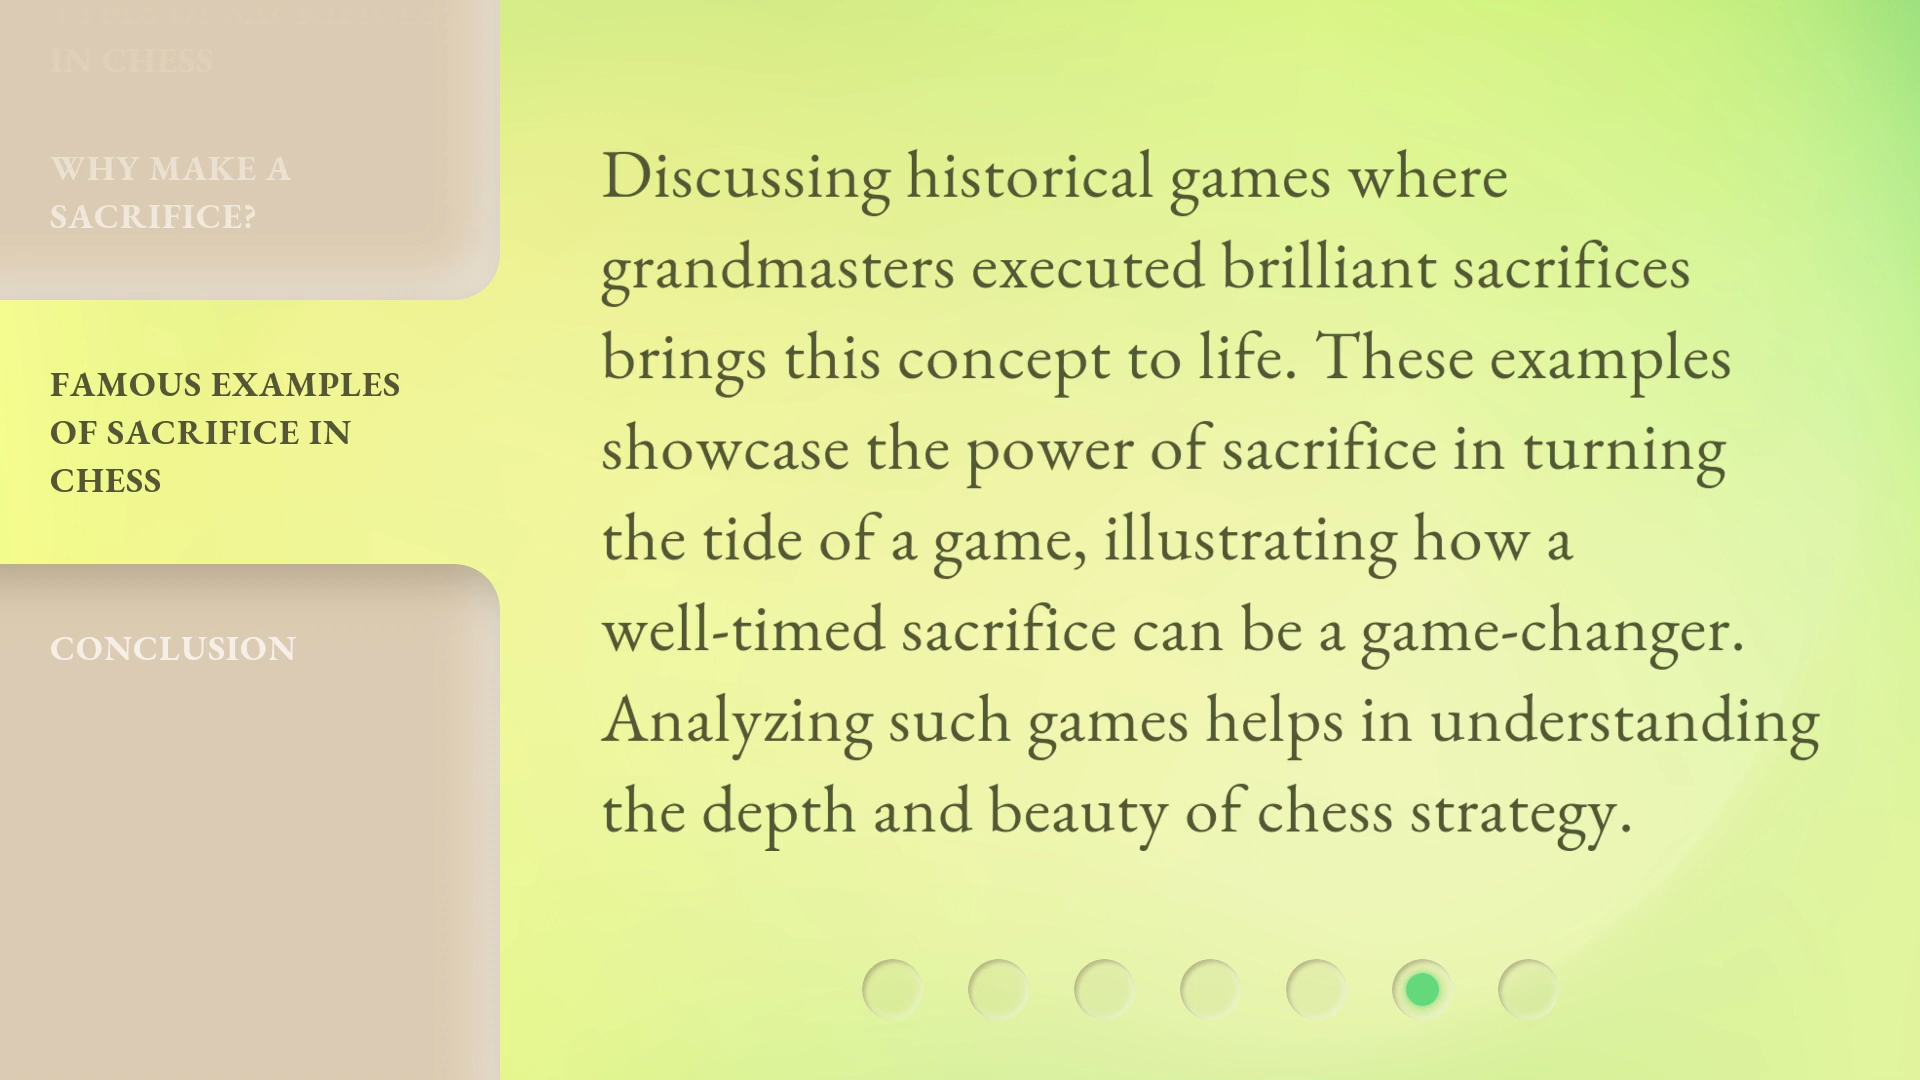 IN CHESS
WHY MAKE A
SACRIFICE?
FAMOUS EXAMPLES
OF SACRIFICE IN
CHESS
CONCLUSION
Discussing historical games where
grandmasters executed brilliant sacrifices
brings this concept to life. These examples
showcase the power of sacrifice in turning
the tide of a game, illustrating how a
well-timed sacrifice can be a game-changer.
Analyzing such games helps in understanding
the depth and beauty of chess strategy.